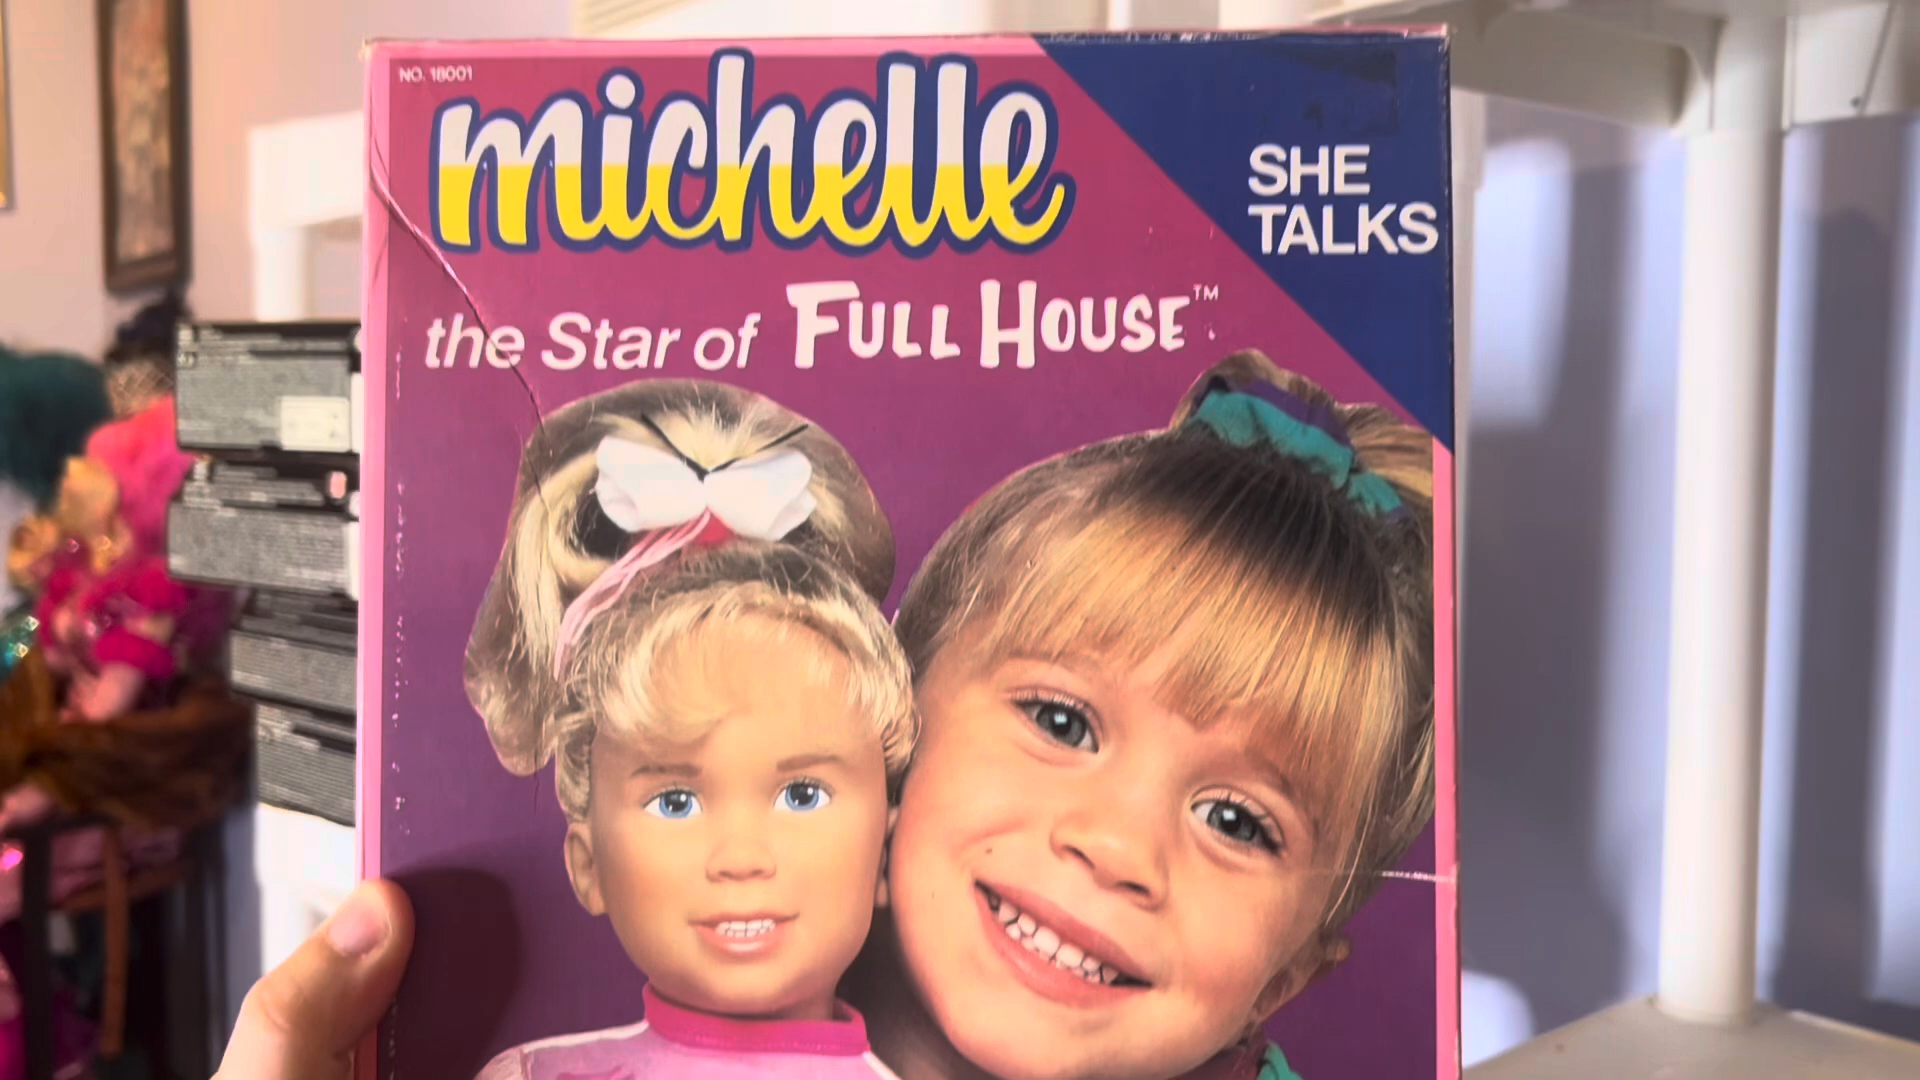 NO. 18001
michelle
SHE
TALKS
the Star of FULL HOUSE™